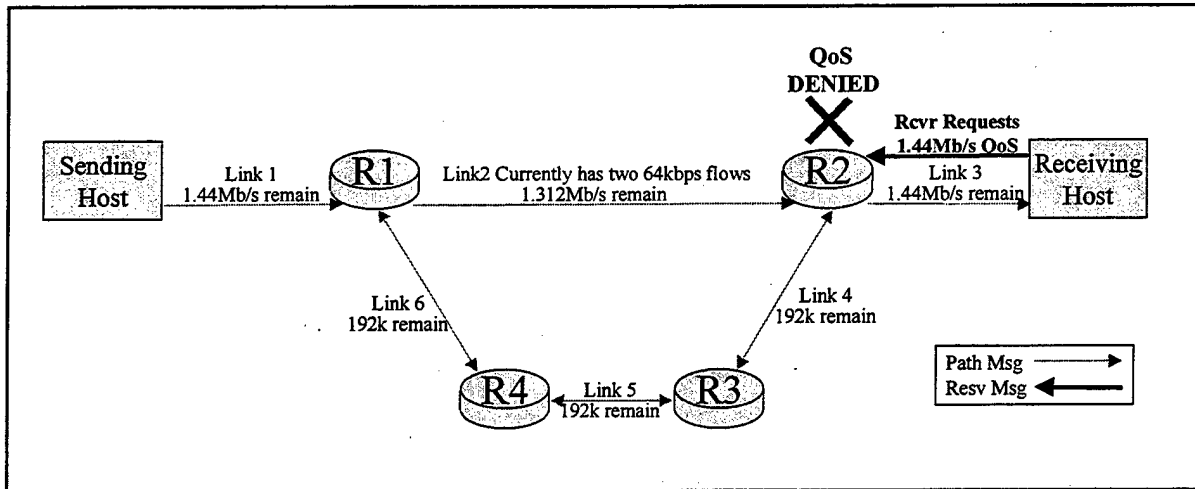 QoS
DENIED
Rcvr Requests
1.44Mb/s QoS
Sending
Host
Link 1
1.44Mb/s remain
R1
Link2 Currently has two 64kbps flows
1.312Mb/s remain
R2
Link 3
1.44Mb/s remain
Receiving
Host
Link 6
192k remain
Link 4
192k remain
R4
Link 5
192k remain
R3
Path Msg
Resv Msg